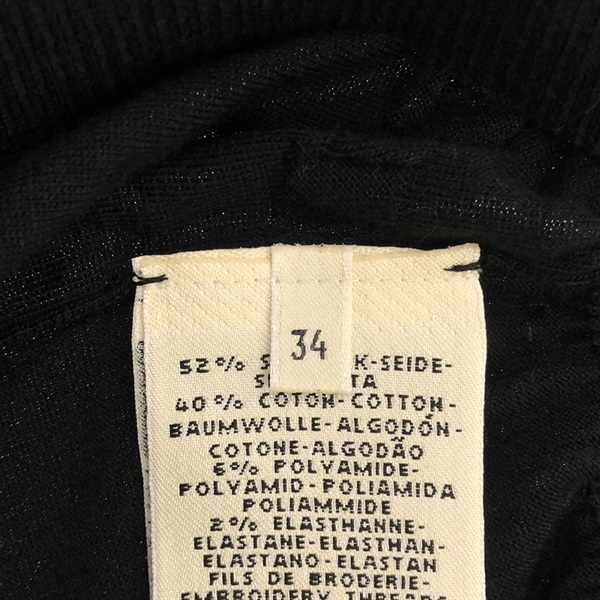 34
52% K-SEIDE-
40% COTON-COTTON-
BAUMWOLLE-ALGODÓN-
COTONE-ALGODÃO
6% POLYAMIDE-
POLYAMID-POLIAMIDA
POLIAMMIDE
2% ELASTHANNE-
ELASTANE-ELASTHAN-
ELASTANO-ELASTAN
FILS DE BRODERIE-
EMBROIDERY THREADS